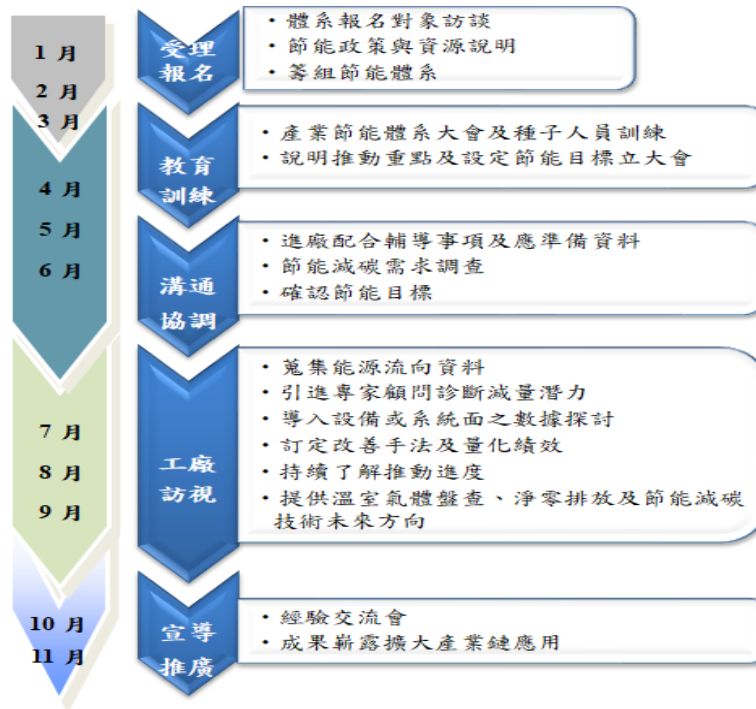 1 月
2 月
3 月
4 月
5 月
6 月
7 月
8 月
9 月
10 月
11 月
受理
報名
・體系報名對象訪談
・節能政策與資源說明
・籌組節能體系
教育
訓練
・產業節能體系大會及種子人員訓練
・說明推動重點及設定節能目標立大會
溝通
協調
・進廠配合輔導事項及應準備資料
・節能減碳需求調查
・確認節能目標
工廠
訪視
・蒐集能源流向資料
・引進專家顧問診斷減量潛力
・導入設備或系統面之數據探討
・訂定改善手法及量化績效
・持續了解推動進度
・提供溫室氣體盤查、淨零排放及節能減碳
技術未來方向
宣導
推廣
・經驗交流會
・成果嶄露擴大產業鏈應用